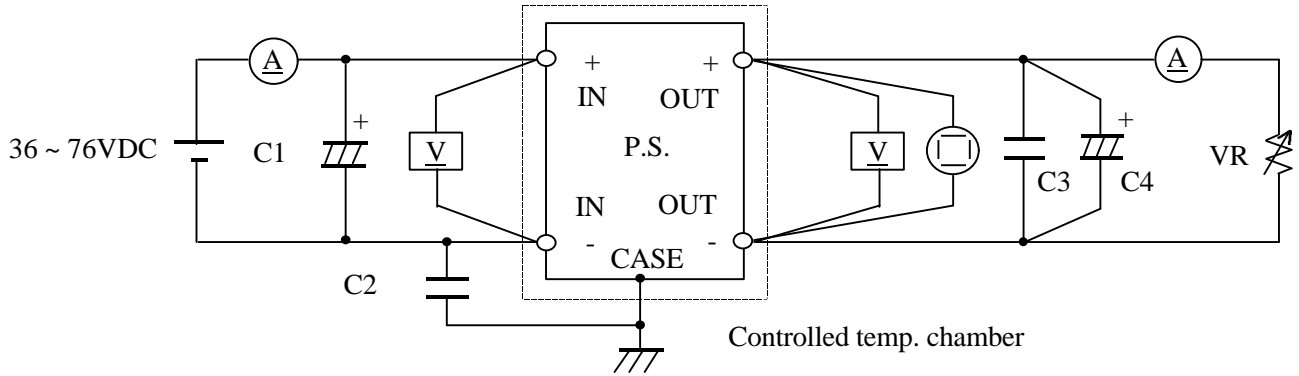 A
A
+
+
IN
OUT
+
+
36 ~ 76VDC
C1
V
P.S.
V
VR
C3
C4
IN
OUT
-
-
CASE
C2
Controlled temp. chamber